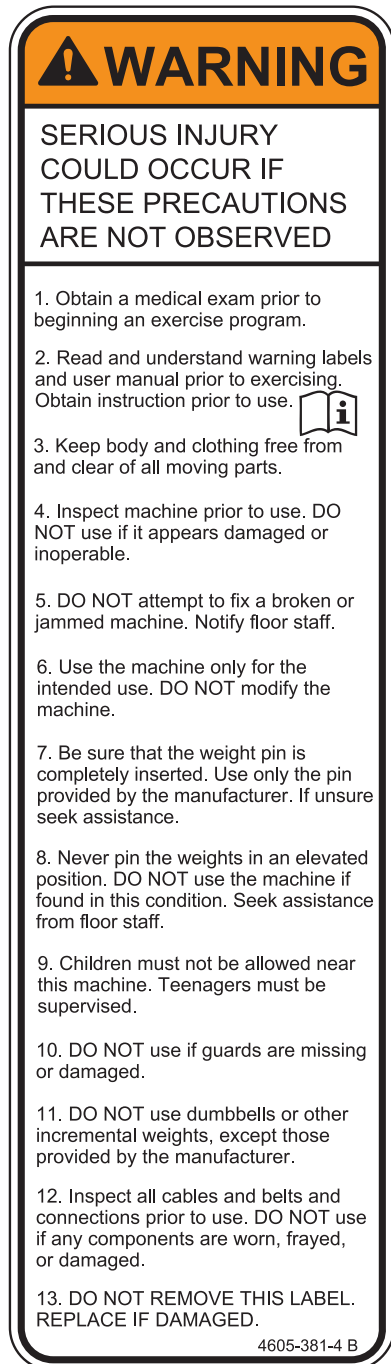 WARNING
SERIOUS INJURY
COULD OCCUR IF
THESE PRECAUTIONS
ARE NOT OBSERVED
1. Obtain a medical exam prior to
beginning an exercise program.
2. Read and understand warning labels
and user manual prior to exercising.
Obtain instruction prior to use.
3. Keep body and clothing free from
and clear of all moving parts.
4. Inspect machine prior to use. DO
NOT use if it appears damaged or
inoperable.
5. DO NOT attempt to fix a broken or
jammed machine. Notify floor staff.
6. Use the machine only for the
intended use. DO NOT modify the
machine.
7. Be sure that the weight pin is
completely inserted. Use only the pin
provided by the manufacturer. If unsure
seek assistance.
8. Never pin the weights in an elevated
position. DO NOT use the machine if
found in this condition. Seek assistance
from floor staff.
9. Children must not be allowed near
this machine. Teenagers must be
supervised.
10. DO NOT use if guards are missing
or damaged.
11. DO NOT use dumbbells or other
incremental weights, except those
provided by the manufacturer.
12. Inspect all cables and belts and
connections prior to use. DO NOT use
if any components are worn, frayed,
or damaged.
13. DO NOT REMOVE THIS LABEL.
REPLACE IF DAMAGED.
4605-381-4 B